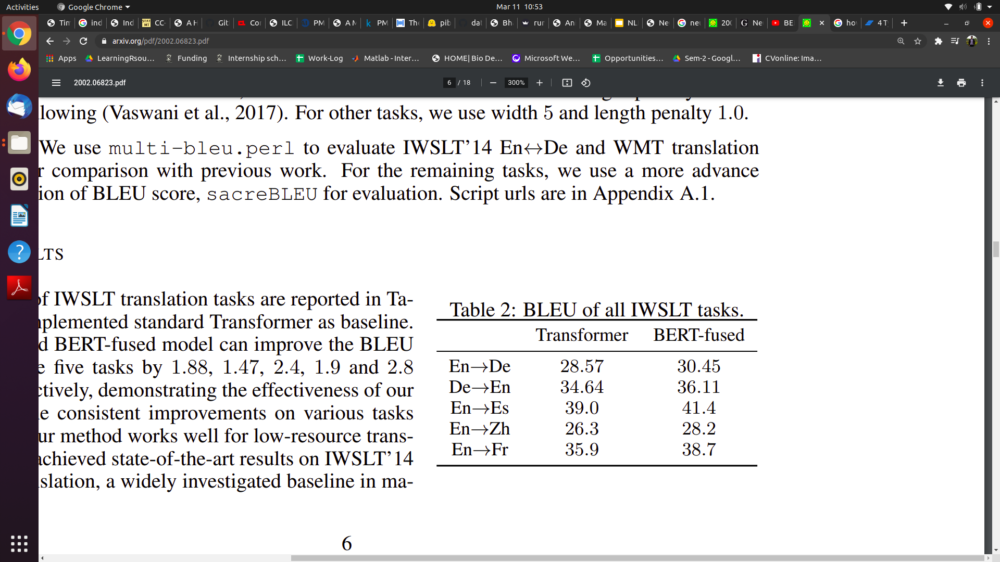 Activities
Google Chrome
Mar 11 10:53
Tin
ind
Ind
CC-
A H
Git
Cor
ILC
PM
A M
PM
The
pib
dat
Bh
rur
An
Ma
NL
Ne
nei
200
Ne
BE
ho
4 T
arxiv.org/pdf/2002.06823.pdf
Apps
LearningRsou...
Funding
Internship sch...
Work-Log
Matlab - Inter...
HOME| Bio De...
Microsoft We...
Opportunities...
Sem-2 - Googl...
CVonline: Ima...
2002.06823.pdf
6 / 18
300%
lowing (Vaswani et al., 2017). For other tasks, we use width 5 and length penalty 1.0.
We use multi-bleu.perl to evaluate IWSLT’14 En↔De and WMT translation
r comparison with previous work. For the remaining tasks, we use a more advance
ion of BLEU score, sacreBLEU for evaluation. Script urls are in Appendix A.1.
LTS
of IWSLT translation tasks are reported in Ta-
nplemented standard Transformer as baseline.
d BERT-fused model can improve the BLEU
e five tasks by 1.88, 1.47, 2.4, 1.9 and 2.8
ctively, demonstrating the effectiveness of our
e consistent improvements on various tasks
ur method works well for low-resource trans-
achieved state-of-the-art results on IWSLT’14
slation, a widely investigated baseline in ma-
Table 2: BLEU of all IWSLT tasks.
Transformer BERT-fused
En→De 28.57 30.45
De→En 34.64 36.11
En→Es 39.0 41.4
En→Zh 26.3 28.2
En→Fr 35.9 38.7
6